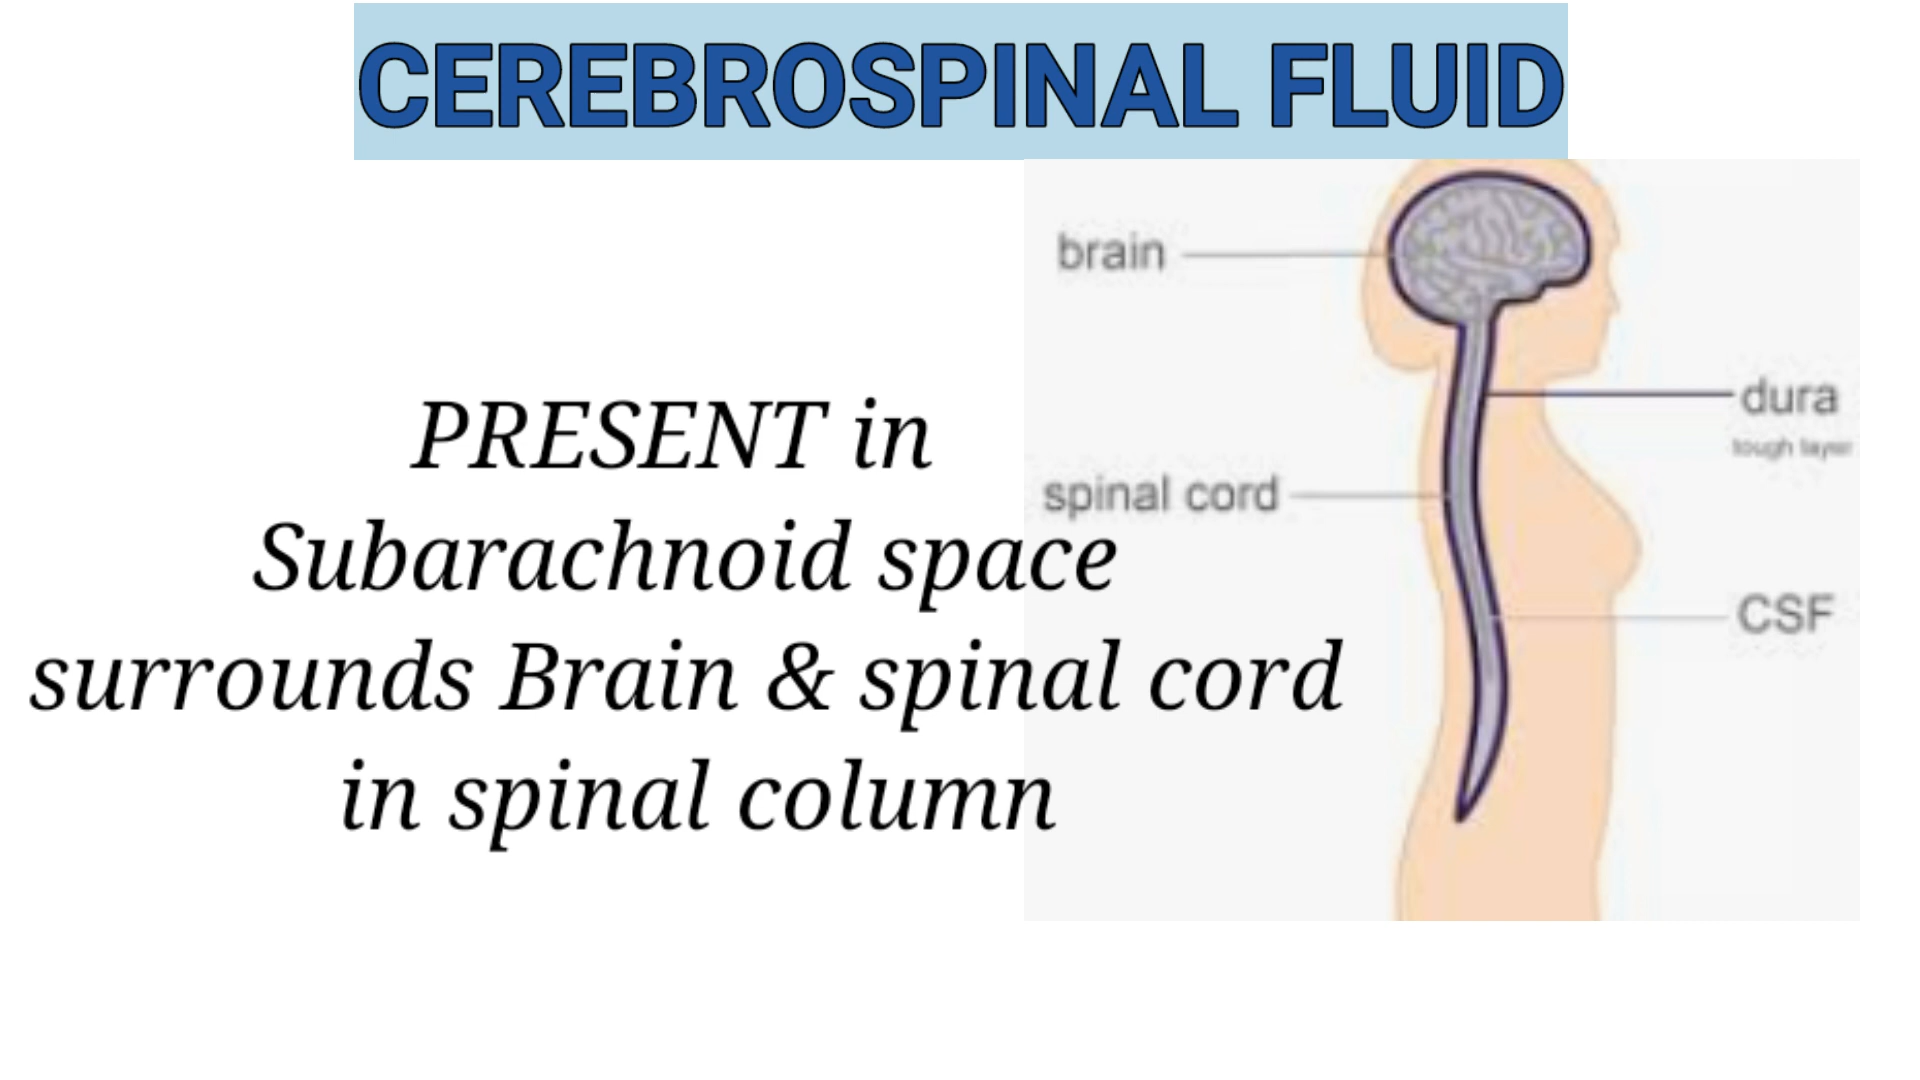 CEREBROSPINAL FLUID
PRESENT in
Subarachnoid space
surrounds Brain & spinal cord
in spinal column
brain
dura
tough layer
spinal cord
CSF